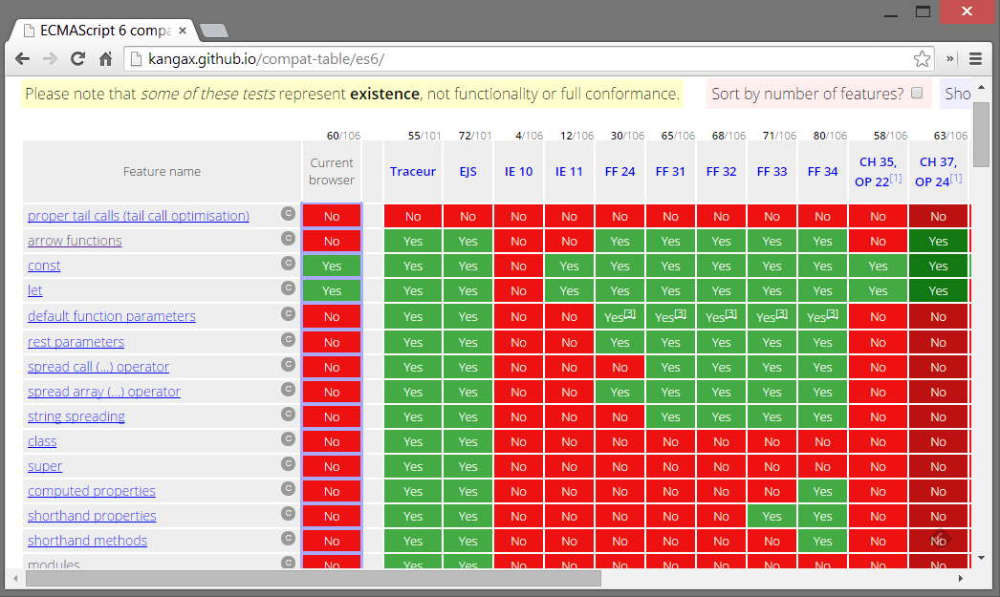 ECMAScript 6 compa
kangax.github.io/compat-table/es6/
Please note that some of these tests represent existence, not functionality or full conformance. Sort by number of features? Sho
60/106 55/101 72/101 4/106 12/106 30/106 65/106 68/106 71/106 80/106 58/106 63/106
Feature name Current browser Traceur EJS IE 10 IE 11 FF 24 FF 31 FF 32 FF 33 FF 34 CH 35, OP 22[1] CH 37, OP 24[1]
proper tail calls (tail call optimisation) C No No No No No No No No No No No No
arrow functions C No Yes Yes No No Yes Yes Yes Yes Yes No Yes
const C Yes Yes Yes No Yes Yes Yes Yes Yes Yes Yes Yes
let C Yes Yes Yes No Yes Yes Yes Yes Yes Yes Yes Yes
default function parameters C No Yes Yes No No Yes[3] Yes[3] Yes[3] Yes[3] Yes[3] No No
rest parameters C No Yes Yes No No Yes Yes Yes Yes Yes No No
spread call (...) operator C No Yes Yes No No No Yes Yes Yes Yes No No
spread array (...) operator C No Yes Yes No No Yes Yes Yes Yes Yes No No
string spreading C No Yes Yes No No No Yes Yes Yes Yes No No
class C No Yes Yes No No No No No No No No No
super C No Yes Yes No No No No No No No No No
computed properties C No Yes Yes No No No No No No Yes No No
shorthand properties C No Yes Yes No No No No No Yes Yes No No
shorthand methods C No Yes Yes No No No No No No Yes No No
modules C No Yes Yes No No No No No No No No No